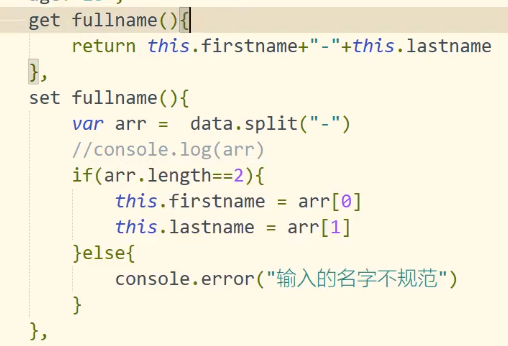 get fullname(){
return this.firstname+"-"+this.lastname
},
set fullname(){
var arr =  data.split("-")
//console.log(arr)
if(arr.length==2){
this.firstname = arr[0]
this.lastname = arr[1]
}else{
console.error("输入的名字不规范")
}
},